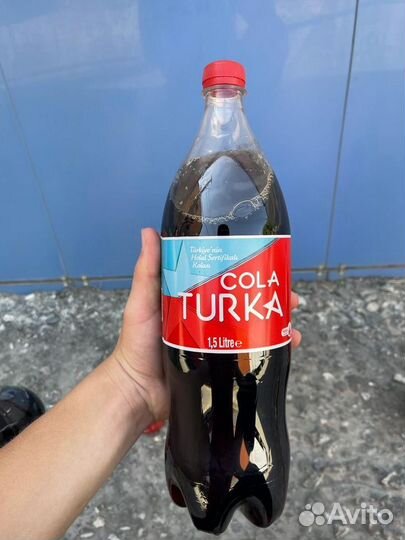 Türkiye'nin
Helal Sertifikalı
Kolası
COLA
TURKA
1,5 Litre e
Avito